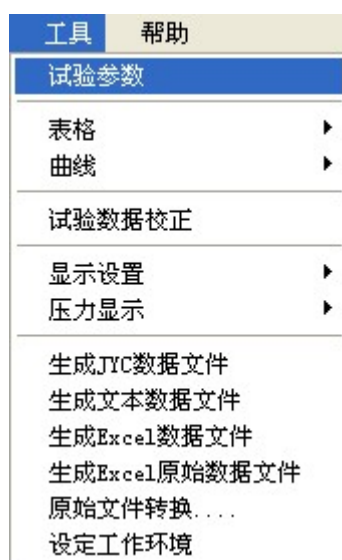 工具 帮助
试验参数
表格
曲线
试验数据校正
显示设置
压力显示
生成JYC数据文件
生成文本数据文件
生成Excel数据文件
生成Excel原始数据文件
原始文件转换....
设定工作环境